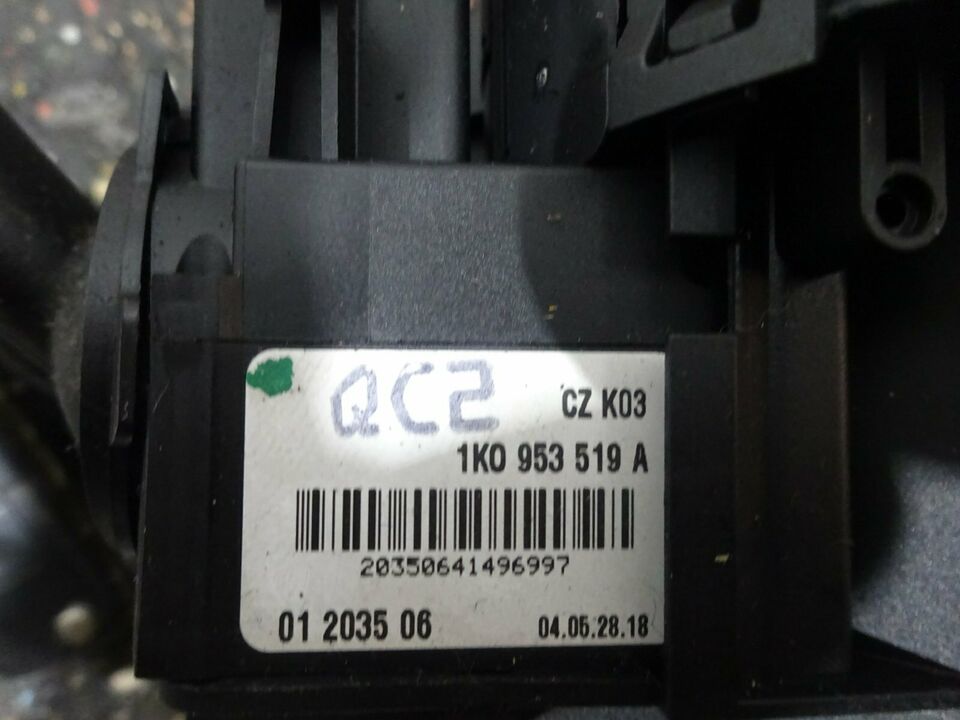 QC2
CZ K03
1K0 953 519 A
20350641496997
01 2035 06
04.05.28.18